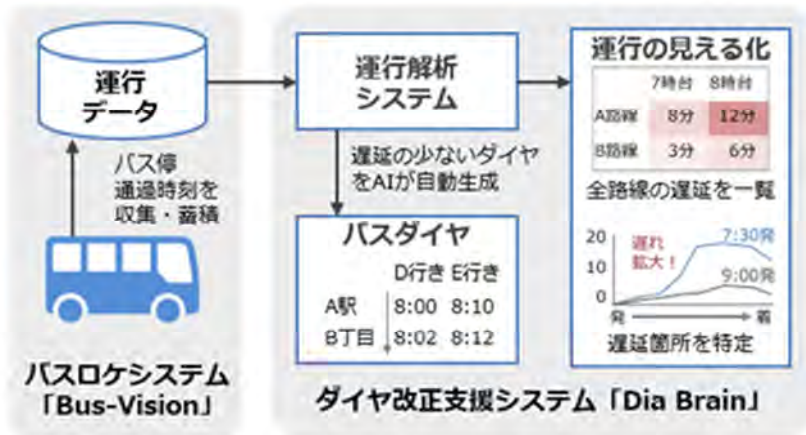 運行
データ
バス停
通過時刻を
収集・蓄積
バスロケシステム
「Bus-Vision」
運行解析
システム
遅延の少ないダイヤ
をAIが自動生成
バスダイヤ
D行き E行き
A駅 8:00 8:10
B丁目 8:02 8:12
運行の見える化
7時台 8時台
A路線 8分 12分
B路線 3分 6分
全路線の遅延を一覧
20
10
0
遅れ
拡大！
7:30発
9:00発
発 着
遅延箇所を特定
ダイヤ改正支援システム「Dia Brain」